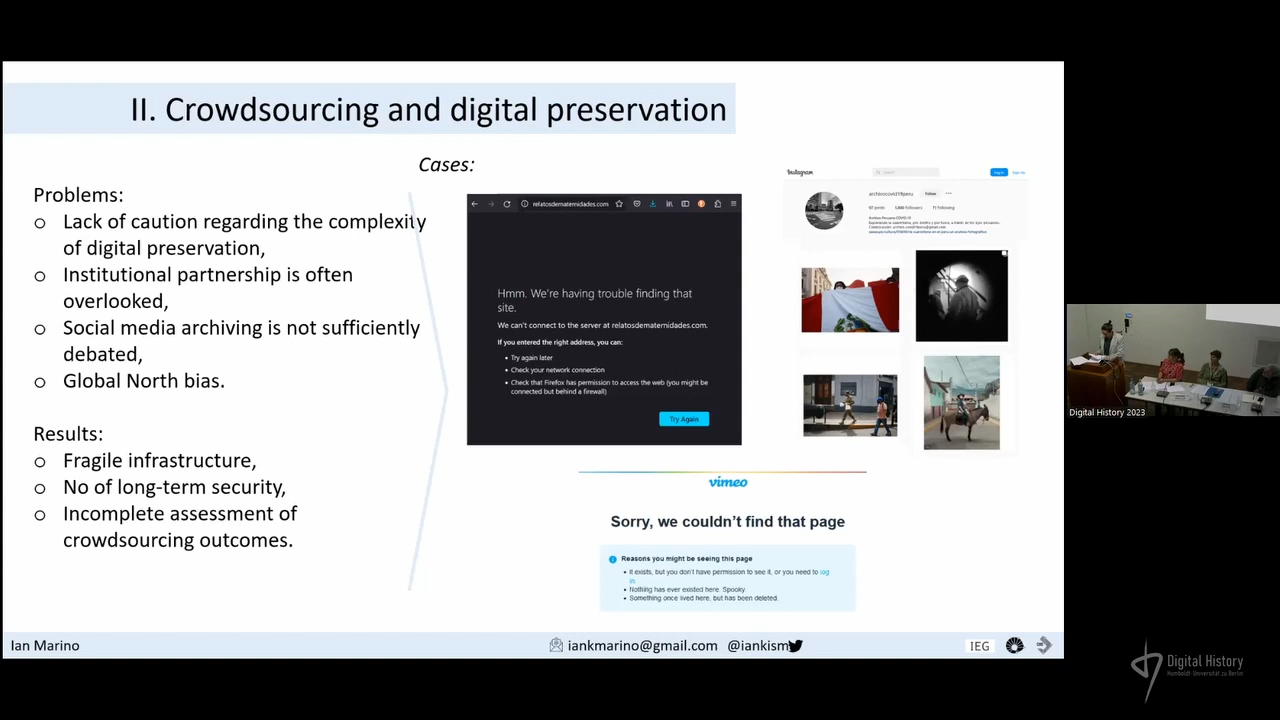 II. Crowdsourcing and digital preservation
Cases:
Problems:
o Lack of caution regarding the complexity
of digital preservation,
o Institutional partnership is often
overlooked,
o Social media archiving is not sufficiently
debated,
o Global North bias.
Results:
o Fragile infrastructure,
o No of long-term security,
o Incomplete assessment of
crowdsourcing outcomes.
relatosdematernidades.com
Hmm. We're having trouble finding that
site.
We can't connect to the server at relatosdematernidades.com.
If you entered the right address, you can:
• Try again later
• Check your network connection
• Check that Firefox has permission to access the web (you might be
connected but behind a firewall)
Try Again
Instagram
Search
Log In
Sign Up
archivocovid19peru
Follow
vimeo
Sorry, we couldn't find that page
Reasons you might be seeing this page
• It exists, but you don't have permission to see it, or you need to log
in.
• Nothing has ever existed here. Spooky.
• Something once lived here, but has been deleted.
Ian Marino
iankmarino@gmail.com
@iankism
IEG
Digital History 2023
Digital History
Humboldt-Universität zu Berlin